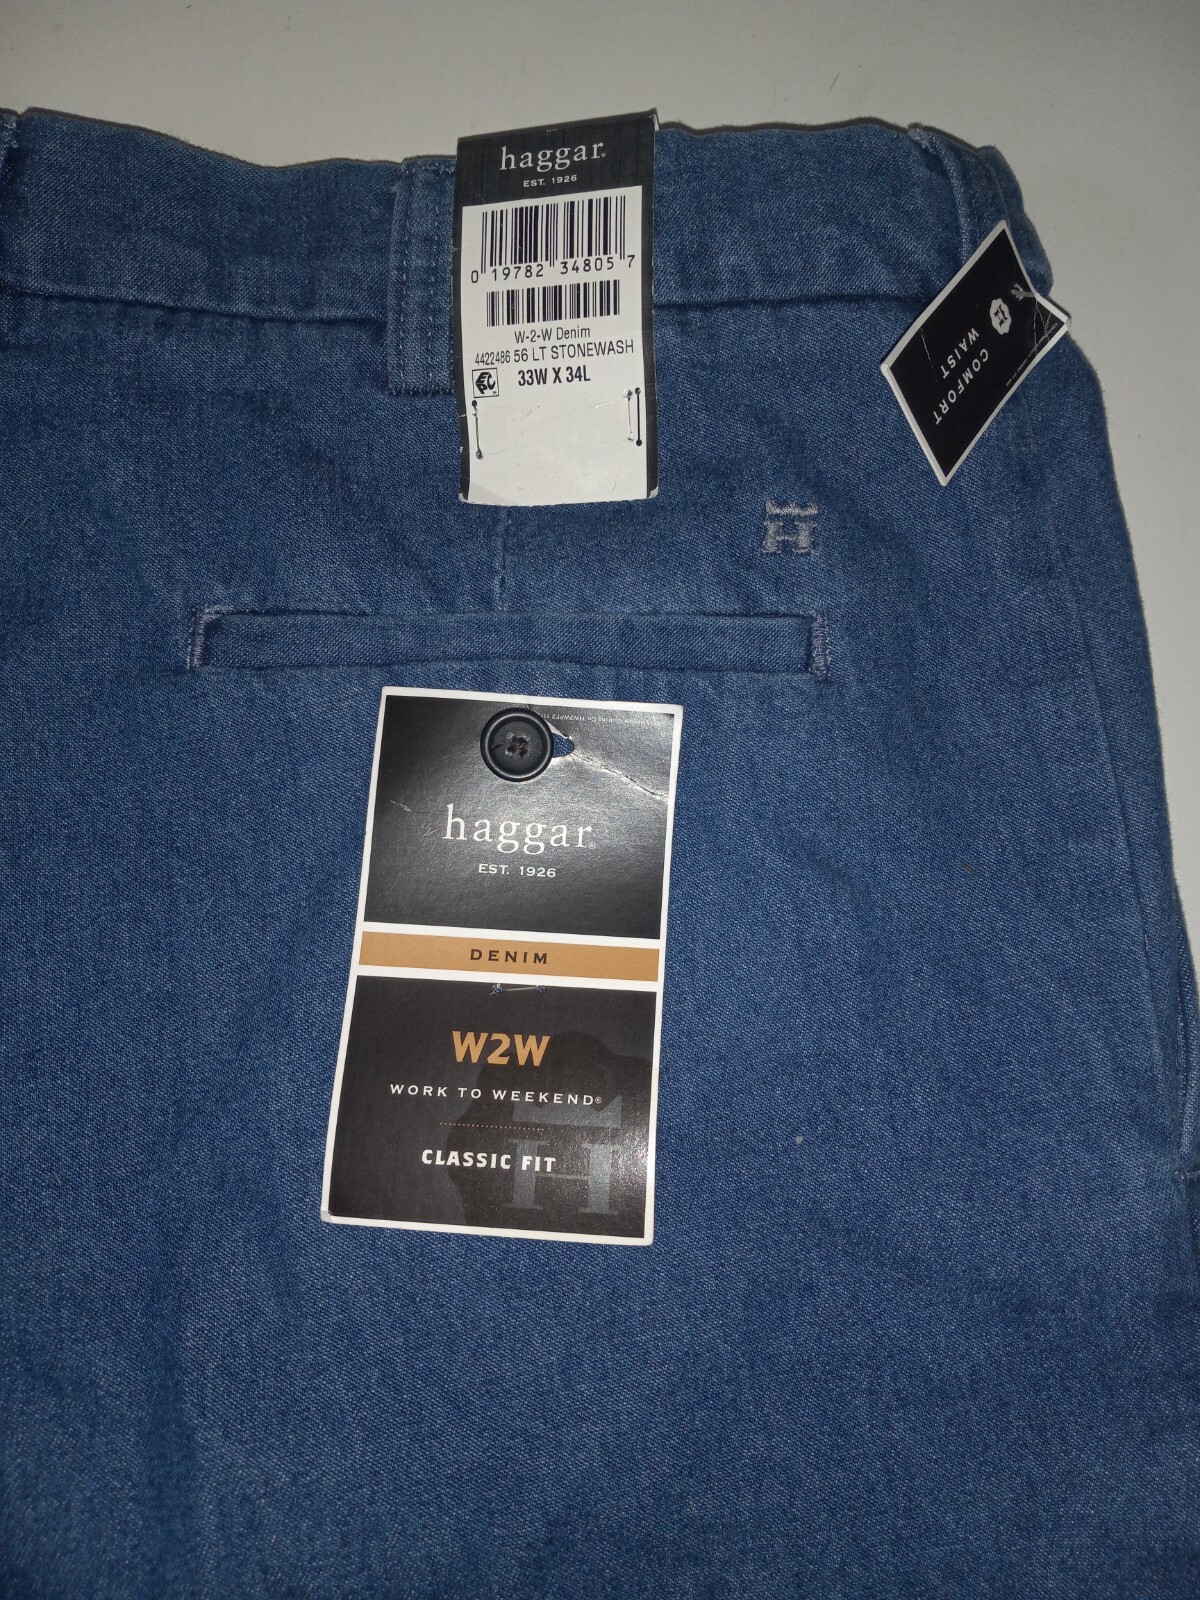 haggar®
EST. 1926
0 19782 34805 7
W-2-W Denim
4422486 56 LT STONEWASH
33W X 34L
COMFORT
WAIST
H
haggar®
EST. 1926
DENIM
W2W
WORK TO WEEKEND®
CLASSIC FIT
H